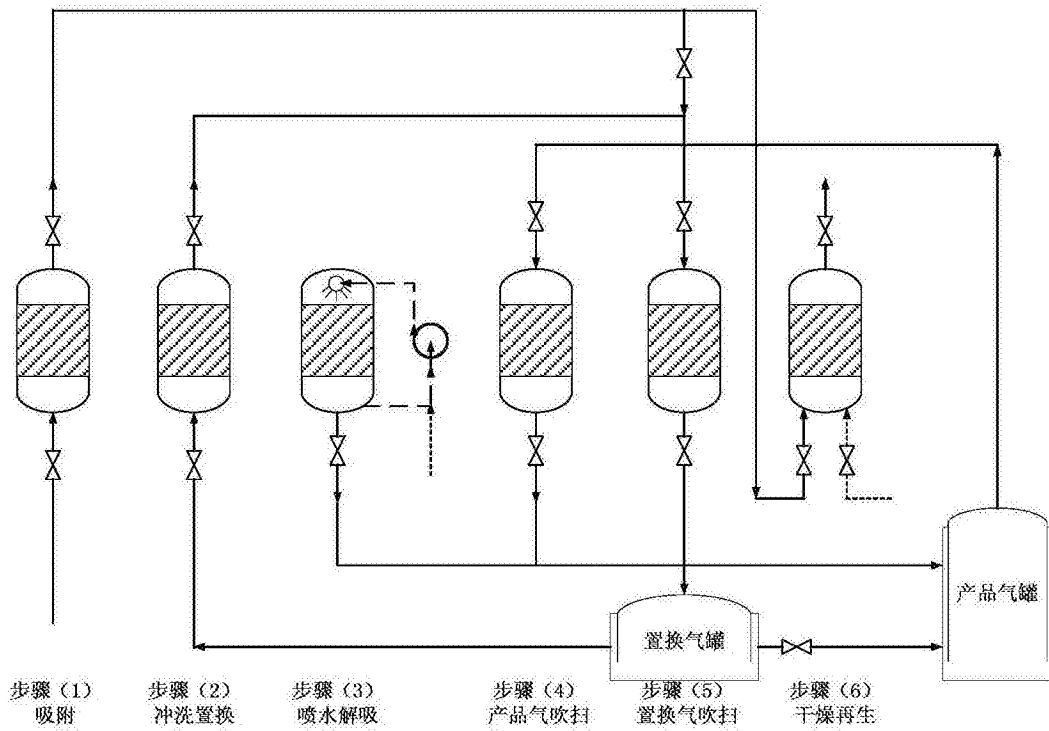 产品气罐
置换气罐
步骤（1）
吸附
步骤（2）
冲洗置换
步骤（3）
喷水解吸
步骤（4）
产品气吹扫
步骤（5）
置换气吹扫
步骤（6）
干燥再生